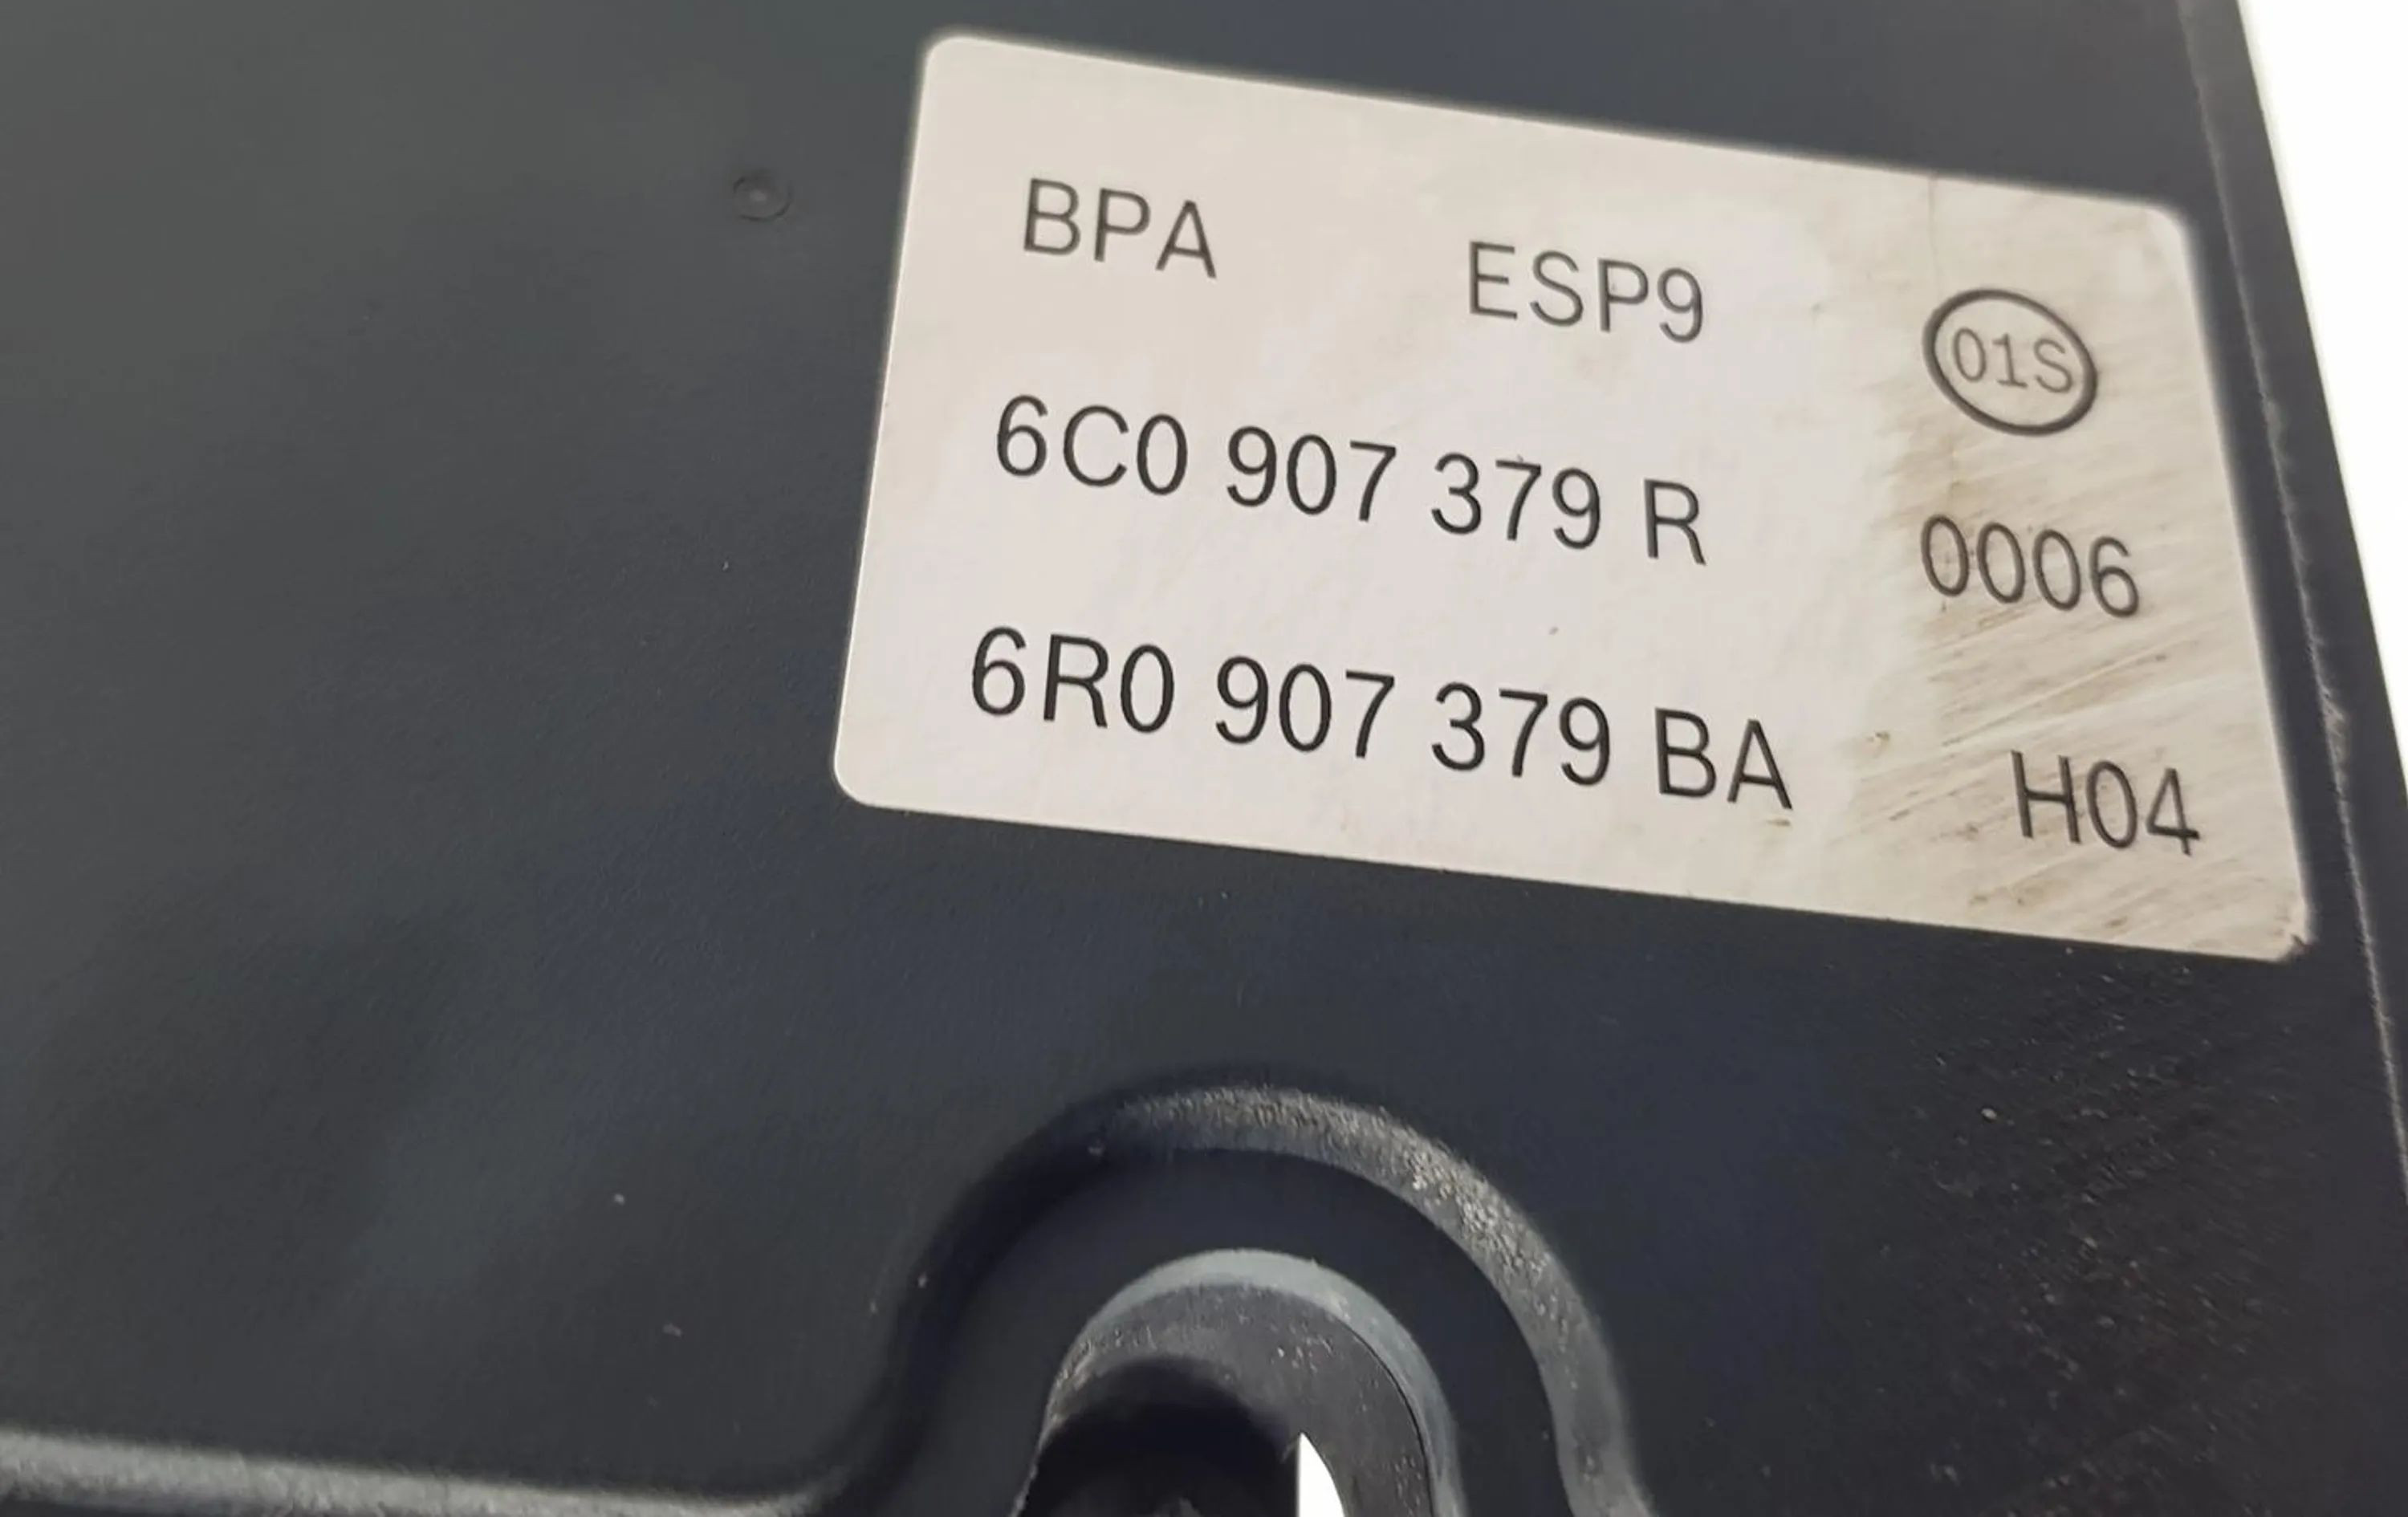 BPA ESP9 01S
6C0 907 379 R 0006
6R0 907 379 BA H04